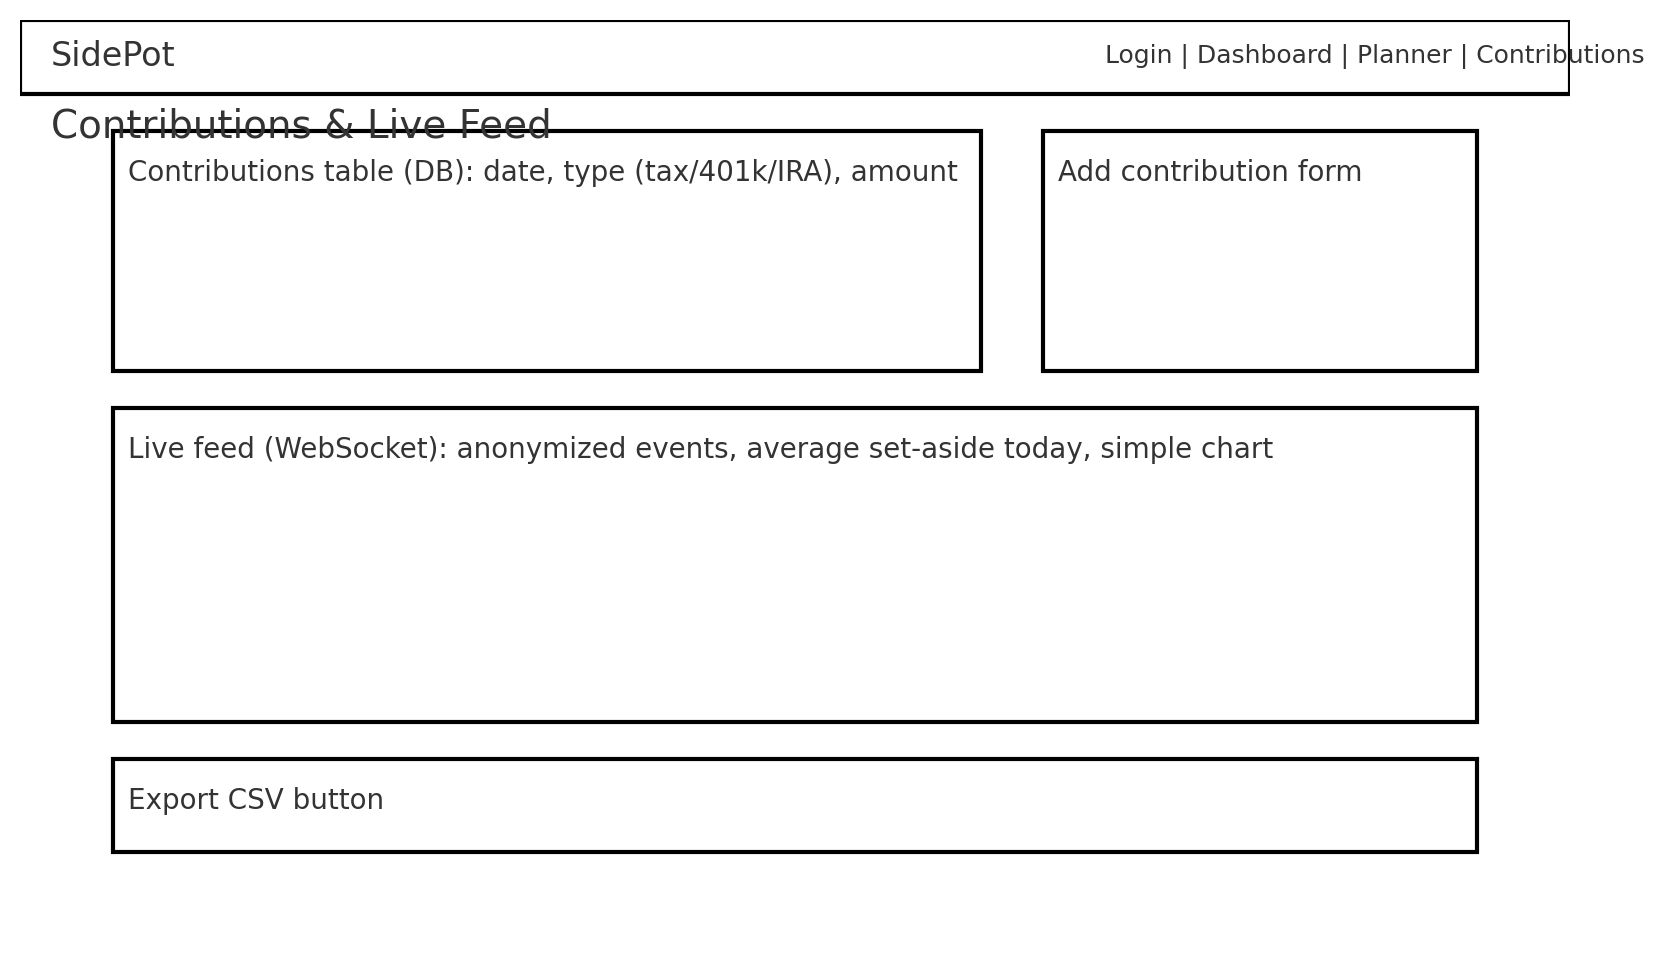 SidePot
Login | Dashboard | Planner | Contributions
Contributions & Live Feed
Contributions table (DB): date, type (tax/401k/IRA), amount
Add contribution form
Live feed (WebSocket): anonymized events, average set-aside today, simple chart
Export CSV button